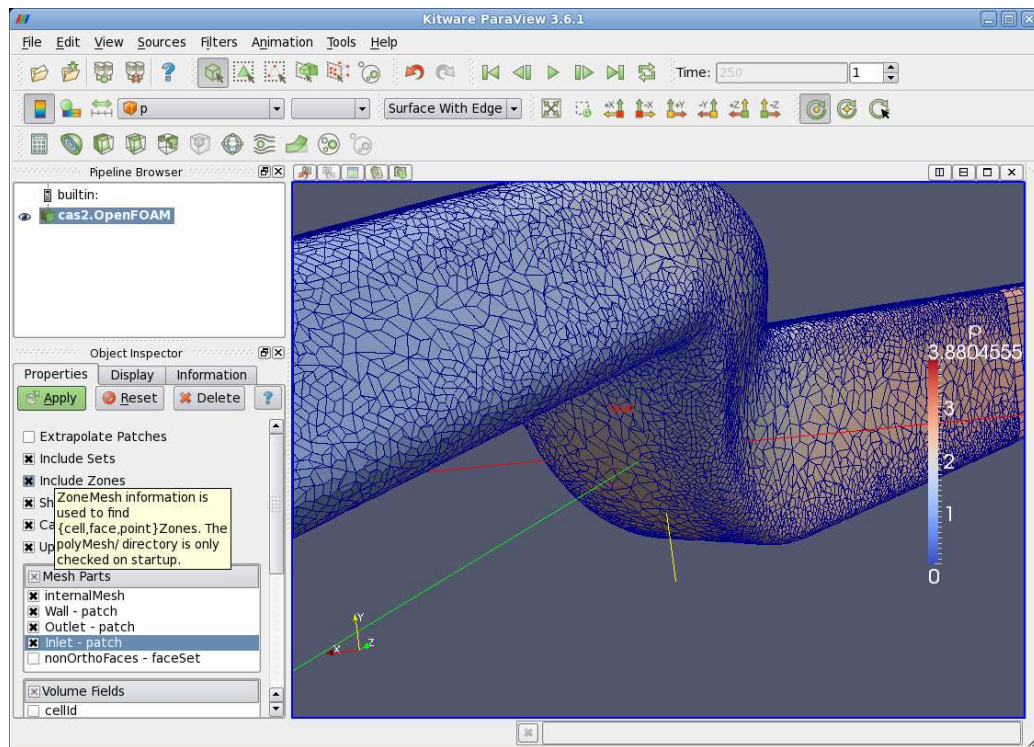 Kitware ParaView 3.6.1
File Edit View Sources Filters Animation Tools Help
Time: 250 1
p Surface With Edge +X -X +Y -Y +Z -Z
Pipeline Browser
builtin:
cas2.OpenFOAM
Object Inspector
Properties Display Information
Apply Reset Delete ?
Extrapolate Patches
Include Sets
Include Zones
Sh
Ca
Up
ZoneMesh information is
used to find
{cell,face,point}Zones. The
polyMesh/ directory is only
checked on startup.
Mesh Parts
internalMesh
Wall - patch
Outlet - patch
Inlet - patch
nonOrthoFaces - faceSet
Volume Fields
cellId
p
3.8804555
3
2
1
0
Y
X
Z